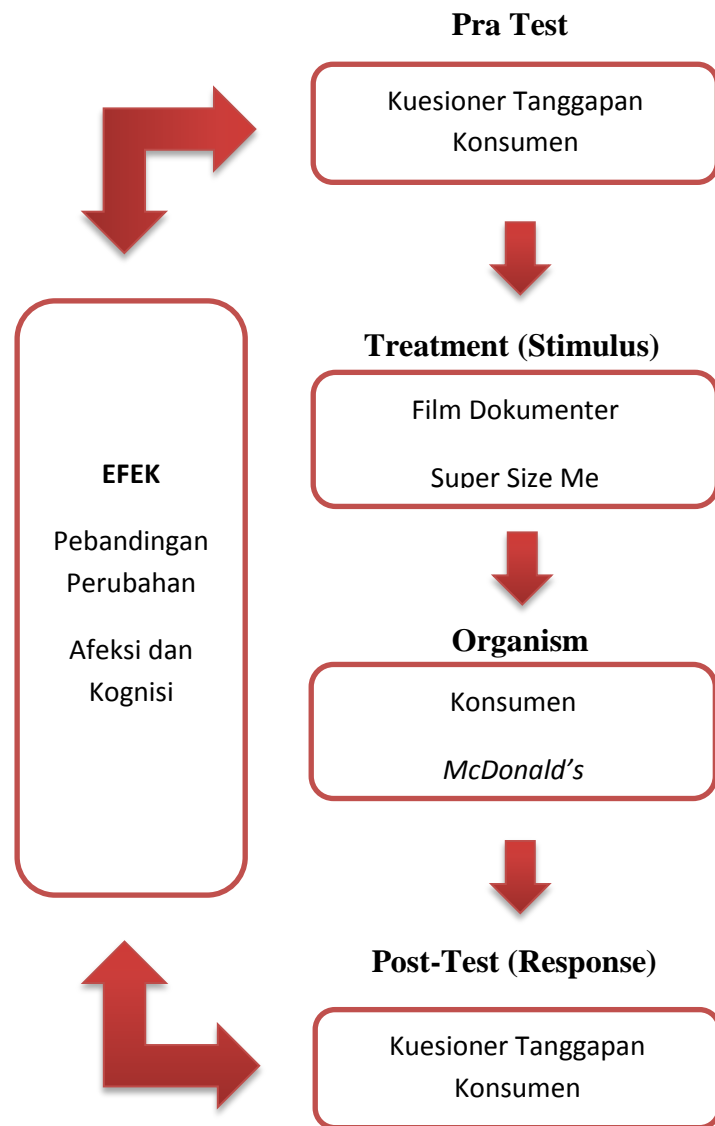 Pra Test
Kuesioner Tanggapan
Konsumen
Treatment (Stimulus)
Film Dokumenter
Super Size Me
EFEK
Pebandingan
Perubahan
Afeksi dan
Kognisi
Organism
Konsumen
McDonald’s
Post-Test (Response)
Kuesioner Tanggapan
Konsumen